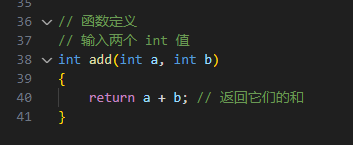 35
36 // 函数定义
37 // 输入两个 int 值
38 int add(int a, int b)
39 {
40 return a + b; // 返回它们的和
41 }